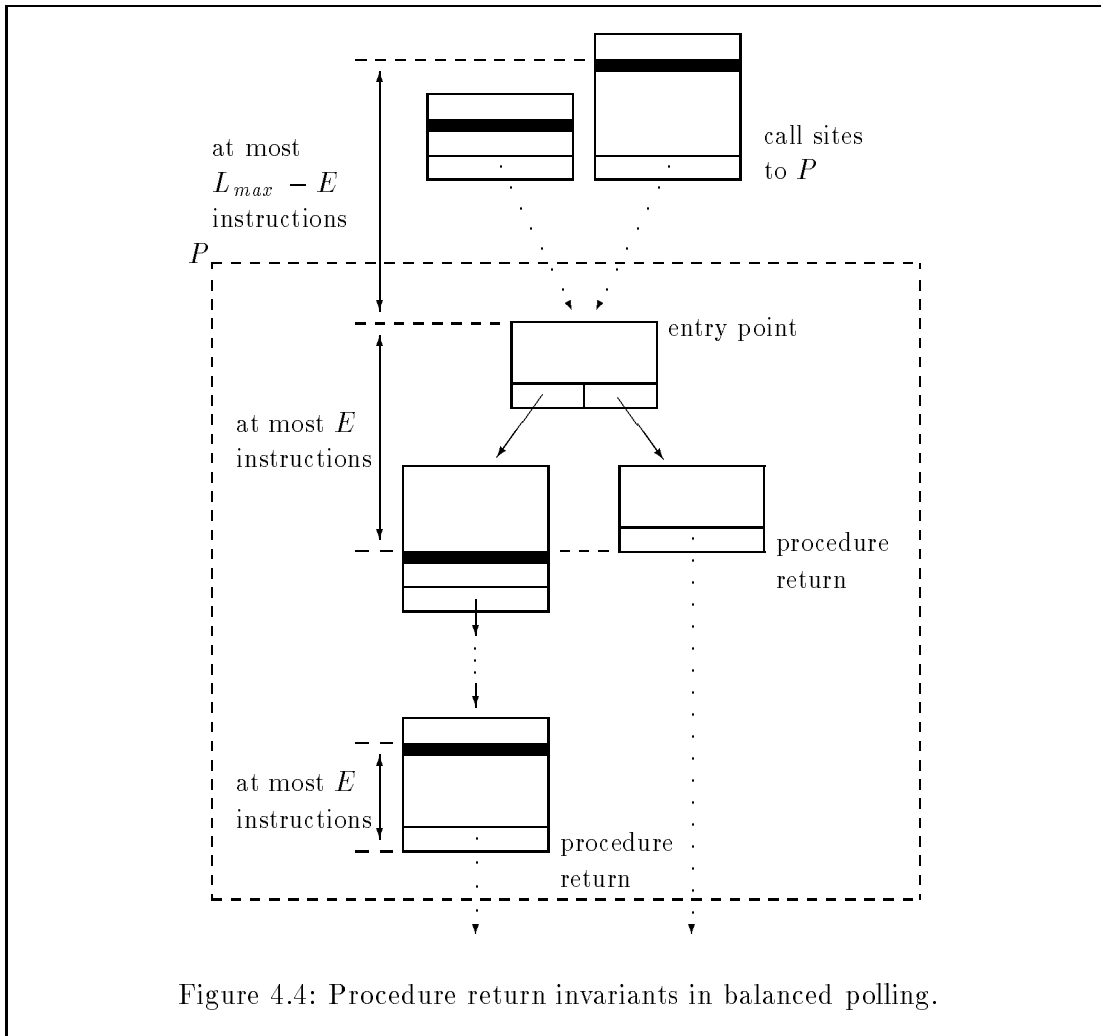 call sites
to P
at most
L max − E
instructions
P
entry point
at most E
instructions
procedure
return
at most E
instructions
procedure
return
Figure 4.4: Procedure return invariants in balanced polling.